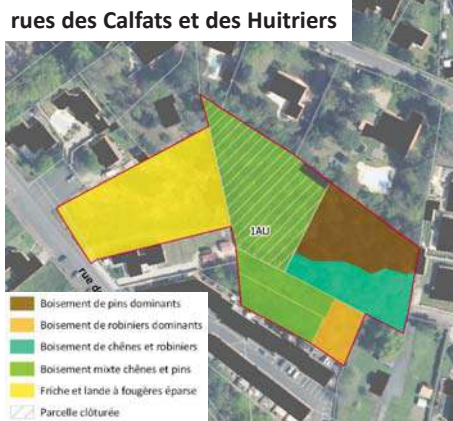 rues des Calfats et des Huitriers
1AU
rue d
Boisement de pins dominants
Boisement de robiniers dominants
Boisement de chênes et robiniers
Boisement mixte chênes et pins
Friche et lande à fougères éparse
Parcelle clôturée